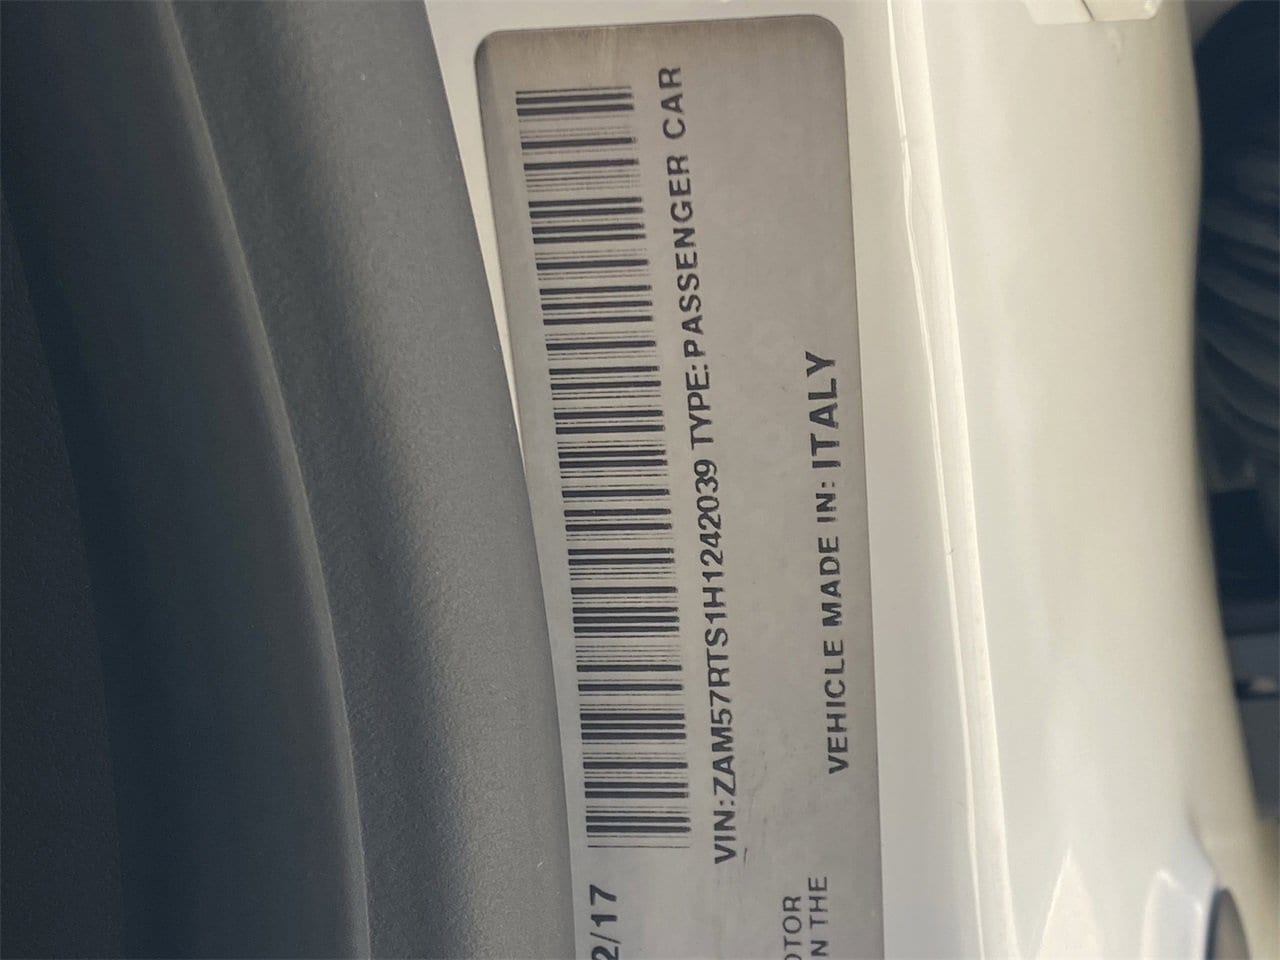 2/17
VIN:ZAM57RTS1H1242039 TYPE:PASSENGER CAR
OTOR
N THE
VEHICLE MADE IN: ITALY